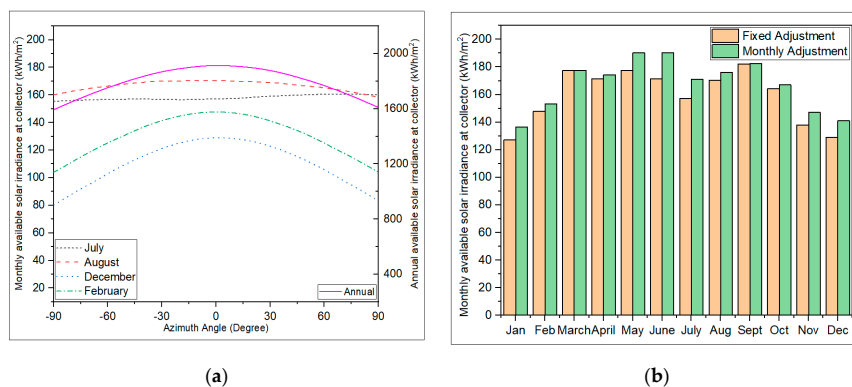 (a)
Monthly available solar irradiance at collector (kWh/m²)
200
180
160
140
120
100
80
60
40
20
2000
1600
1200
800
400
Annual available solar irradiance at collector (kWh/m²)
July
August
December
February
Annual
-90 -60 -30 0 30 60 90
Azimuth Angle (Degree)
(b)
Monthly available solar irradiance at collector (kWh/m²)
200
180
160
140
120
100
80
60
40
20
0
Fixed Adjustment
Monthly Adjustment
Jan Feb March April May June July Aug Sept Oct Nov Dec
(a)
(b)